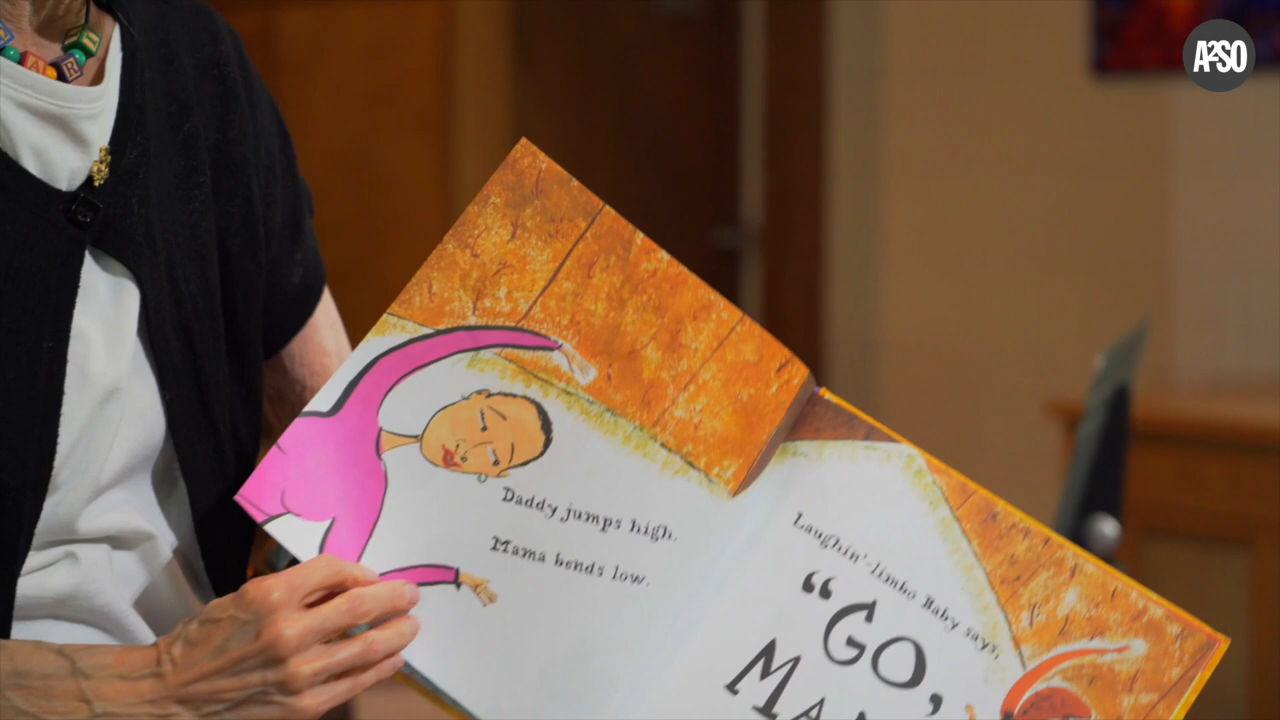 A²SO
Daddy jumps high.
Mama bends low.
Laughin'-limbo Baby says,
"GO,